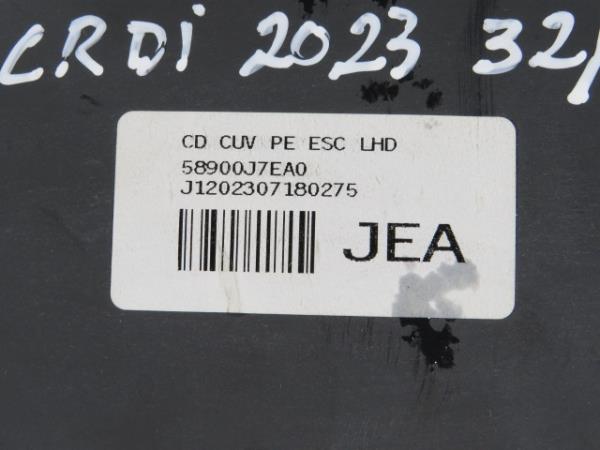 CRDi 2023 32/
CD CUV PE ESC LHD
58900J7EA0
J1202307180275
JEA